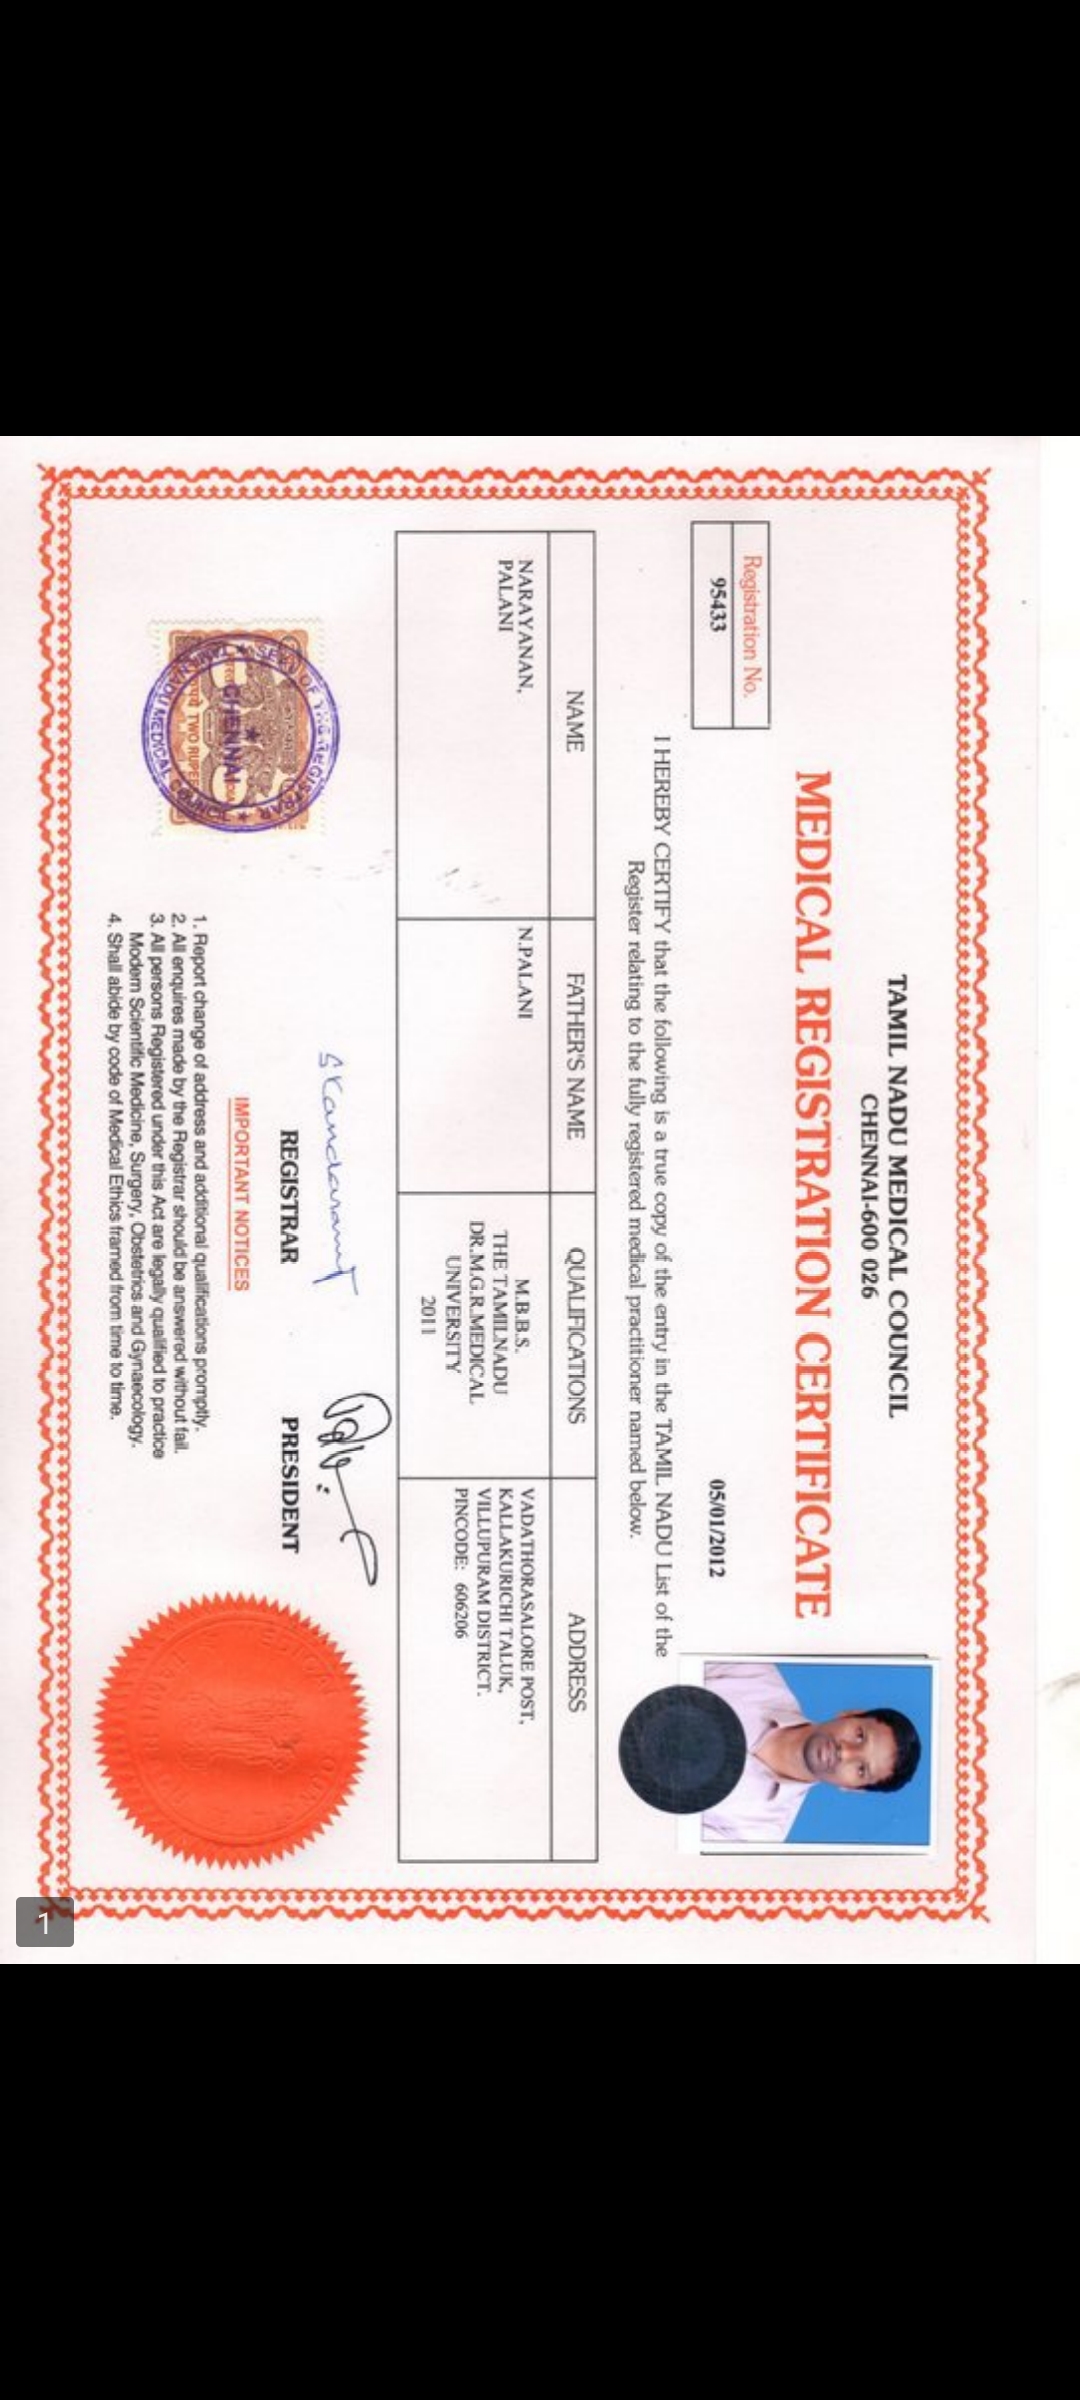 TAMIL NADU MEDICAL COUNCIL
CHENNAI-600 026
MEDICAL REGISTRATION CERTIFICATE
Registration No.
95433
05/01/2012
I HEREBY CERTIFY that the following is a true copy of the entry in the TAMIL NADU List of the
Register relating to the fully registered medical practitioner named below.
NAME
FATHER'S NAME
QUALIFICATIONS
ADDRESS
NARAYANAN,
PALANI
N.PALANI
M.B.B.S.
THE TAMILNADU
DR.M.G.R.MEDICAL
UNIVERSITY
2011
VADATHORASALORE POST,
KALLAKURICHI TALUK,
VILLUPURAM DISTRICT.
PINCODE: 606206
REGISTRAR
PRESIDENT
SEAL OF THE REGISTRAR
TAMIL NADU MEDICAL COUNCIL
CHENNAI
TWO RUPEES
IMPORTANT NOTICES
1. Report change of address and additional qualifications promptly.
2. All enquires made by the Registrar should be answered without fail.
3. All persons Registered under this Act are legally qualified to practice
Modern Scientific Medicine, Surgery, Obstetrics and Gynaecology.
4. Shall abide by code of Medical Ethics framed from time to time.
1